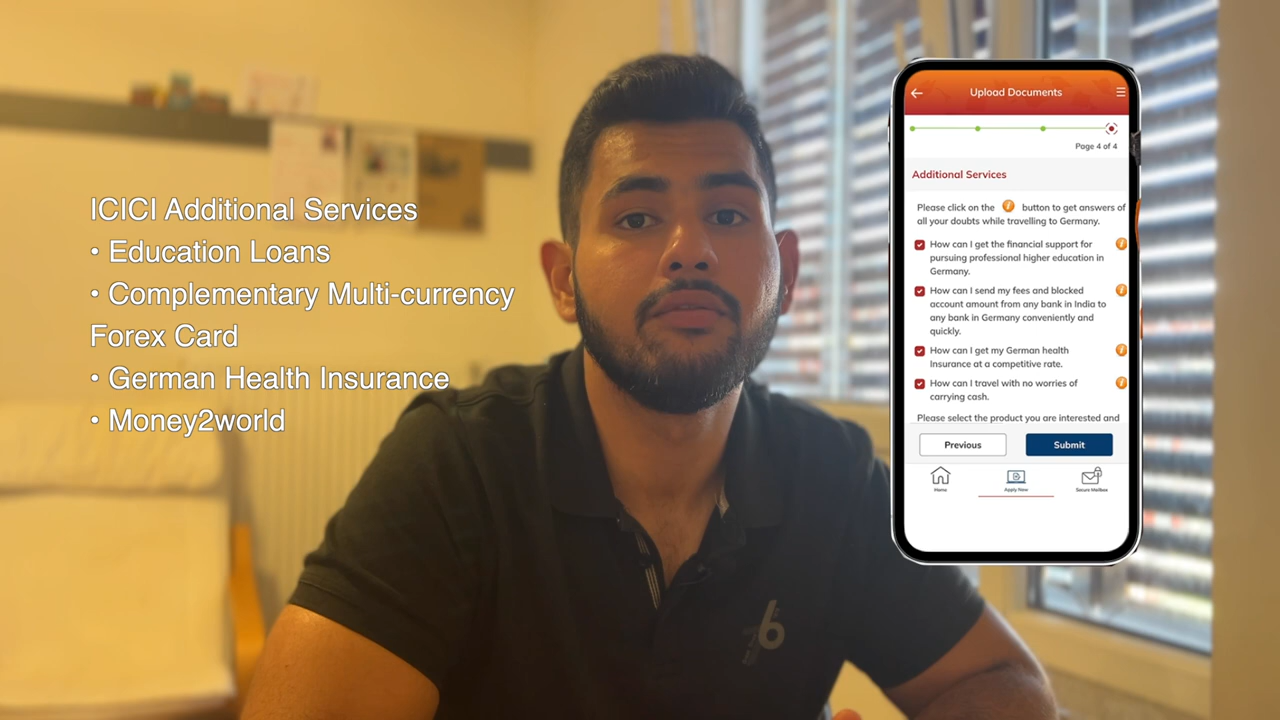 ICICI Additional Services
• Education Loans
• Complementary Multi-currency
Forex Card
• German Health Insurance
• Money2world
Upload Documents
Page 4 of 4
Additional Services
Please click on the i button to get answers of
all your doubts while travelling to Germany.
How can I get the financial support for
pursuing professional higher education in
Germany.
How can I send my fees and blocked
account amount from any bank in India to
any bank in Germany conveniently and
quickly.
How can I get my German health
Insurance at a competitive rate.
How can I travel with no worries of
carrying cash.
Please select the product you are interested and
Previous
Submit
Home
Apply Now
Secure Mailbox
76